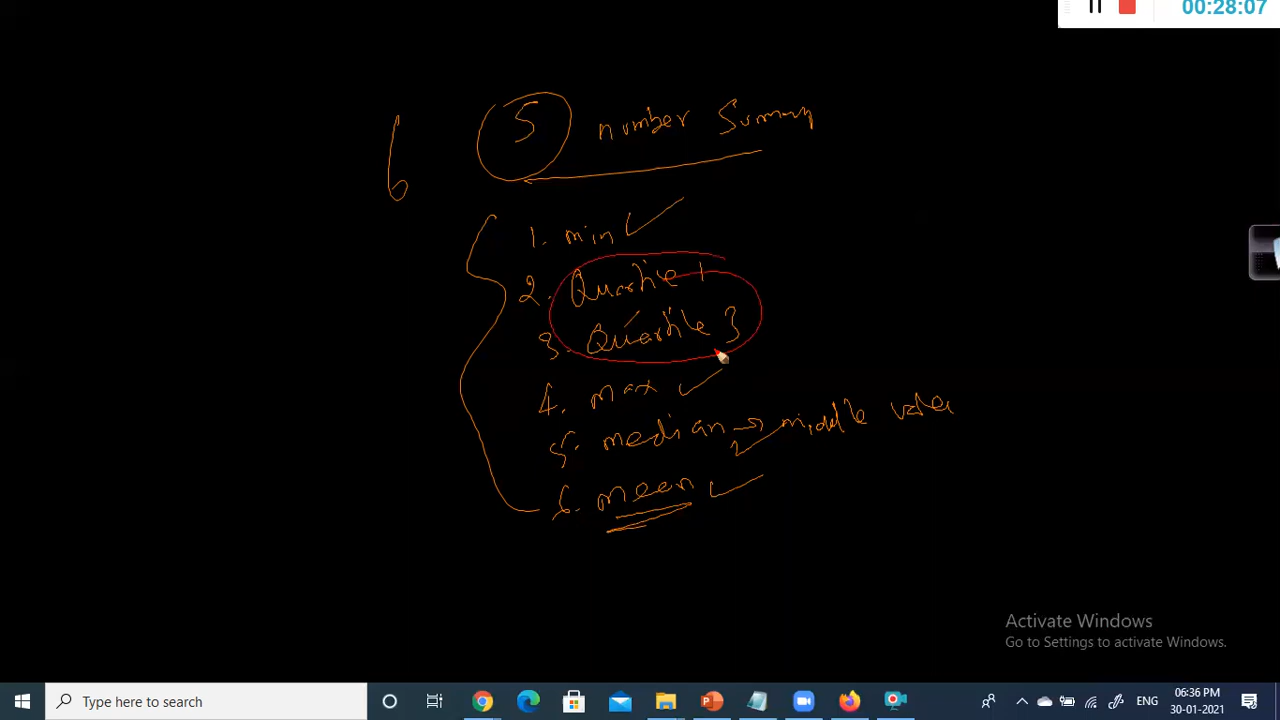 00:28:07
6 5 number Summary
1. min
2. Quartile 1
3. Quartile 3
4. max
5. median → middle value
6. mean
Activate Windows
Go to Settings to activate Windows.
Type here to search
ENG
06:36 PM
30-01-2021